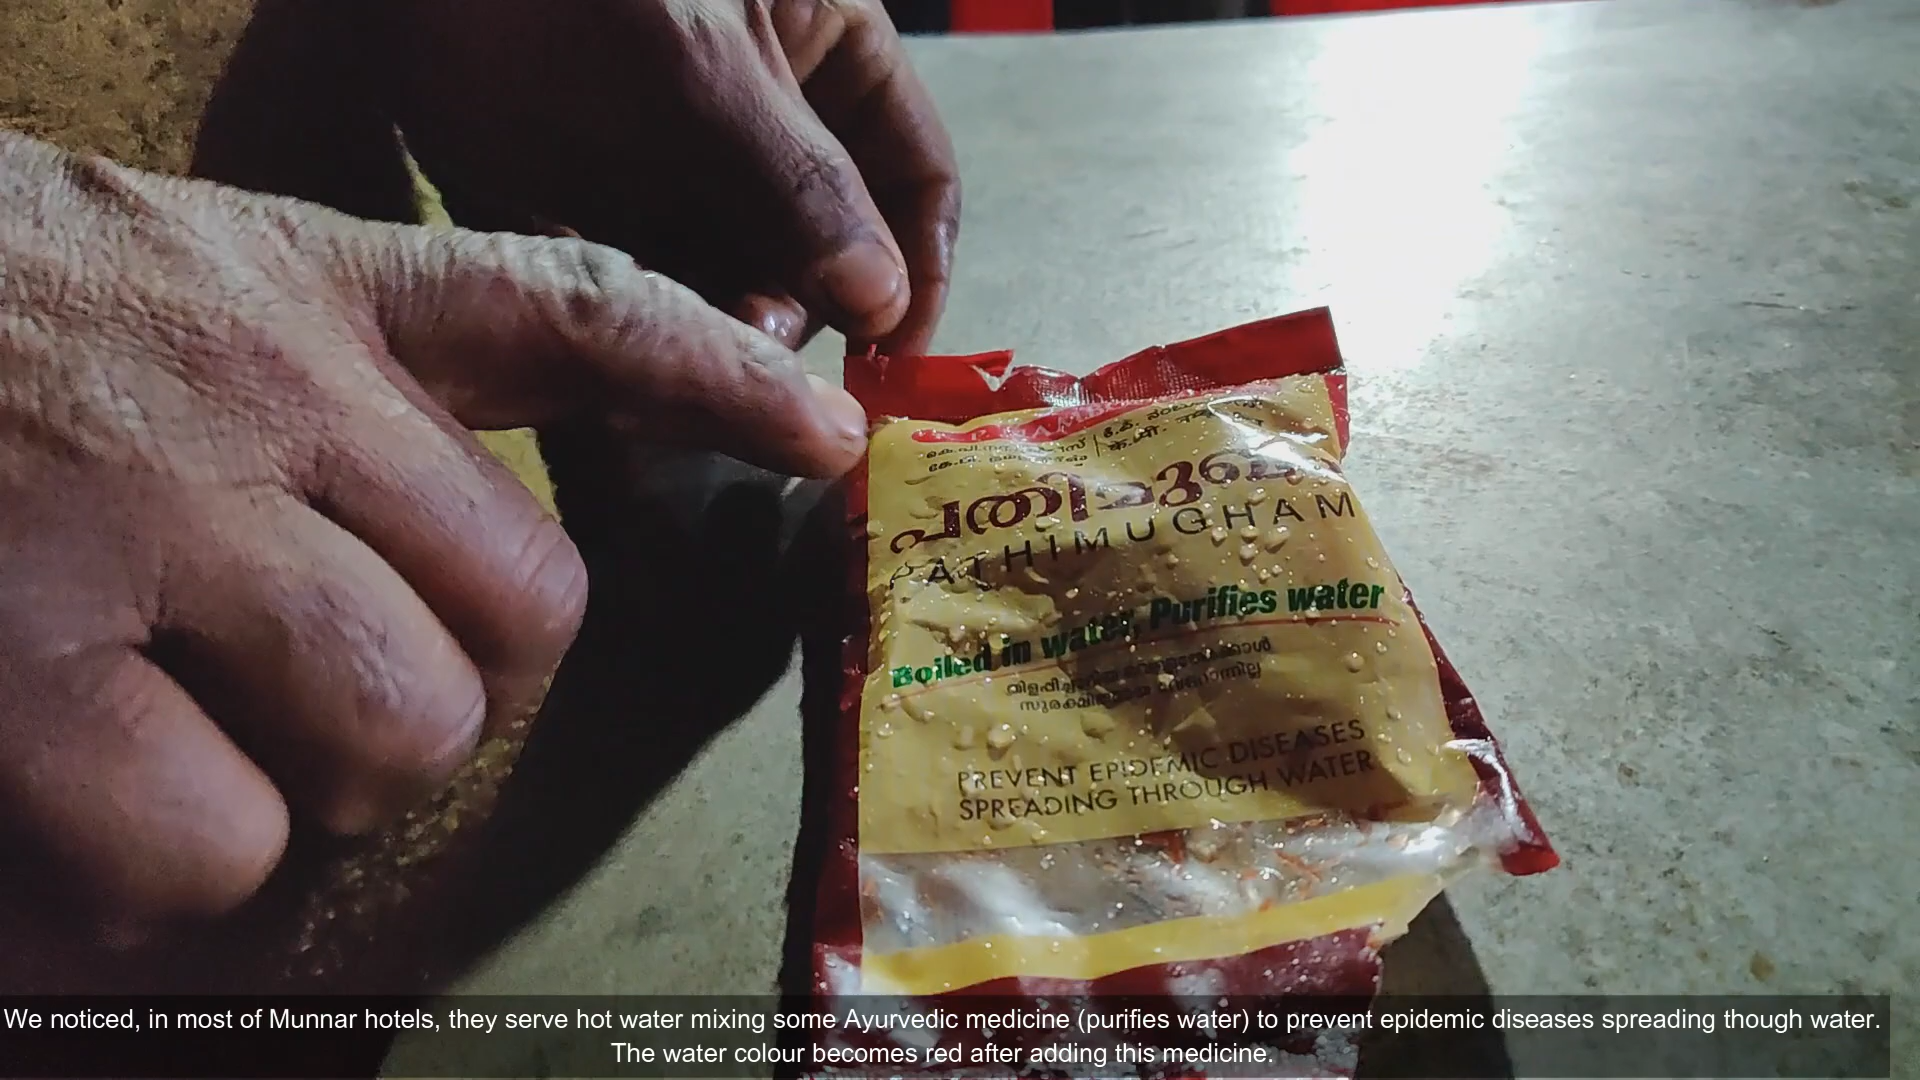 പതിമുഖം
PATHIMUGHAM
Boiled in water, Purifies water
PREVENT EPIDEMIC DISEASES
SPREADING THROUGH WATER
We noticed, in most of Munnar hotels, they serve hot water mixing some Ayurvedic medicine (purifies water) to prevent epidemic diseases spreading though water.
The water colour becomes red after adding this medicine.